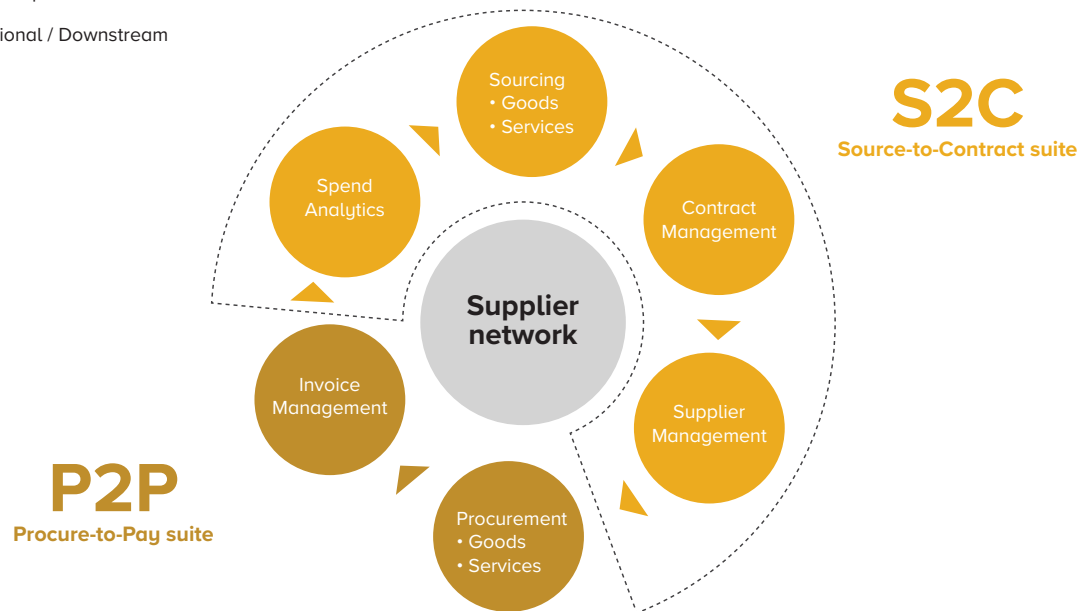 / Downstream
Sourcing
• Goods
• Services
S2C
Source-to-Contract suite
Spend
Analytics
Contract
Management
Supplier
network
Invoice
Management
Supplier
Management
P2P
Procure-to-Pay suite
Procurement
• Goods
• Services